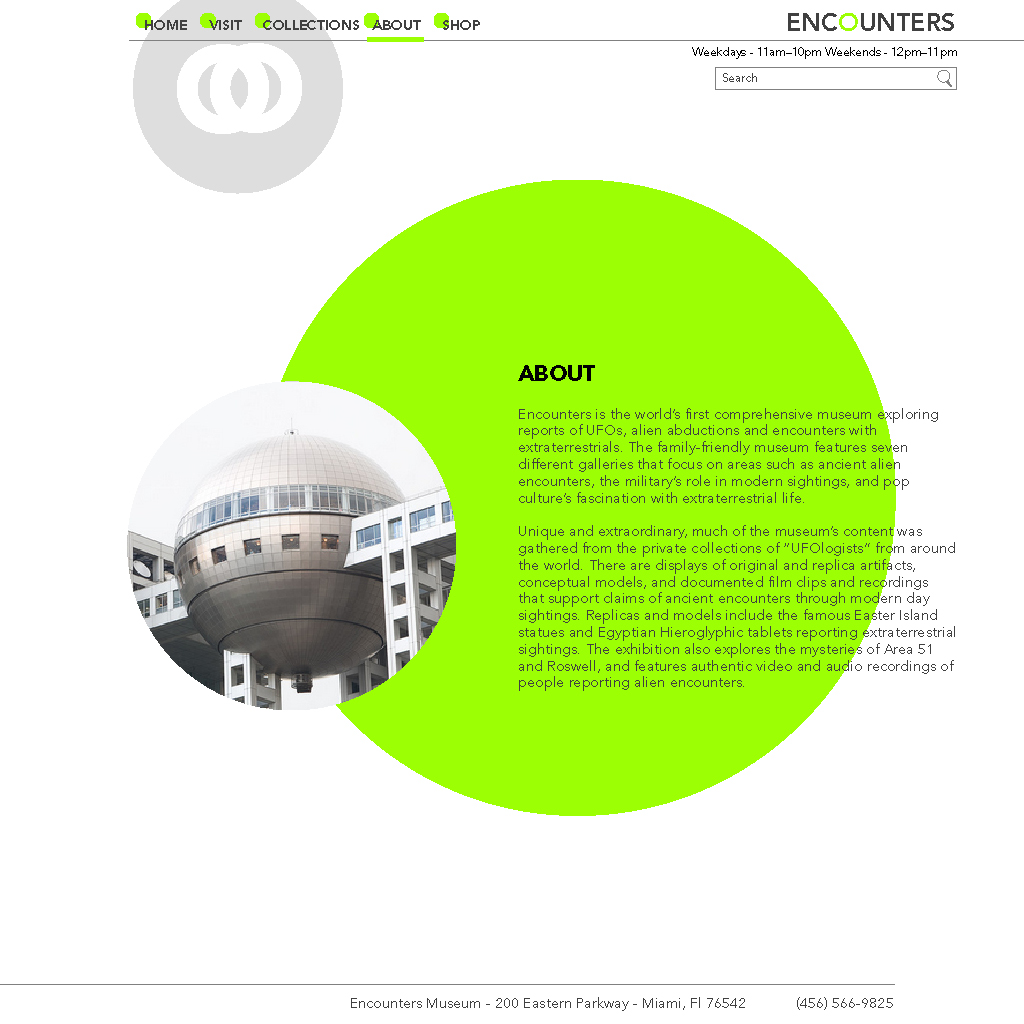 HOME VISIT COLLECTIONS ABOUT SHOP
ENCOUNTERS
Weekdays - 11am–10pm Weekends - 12pm–11pm
Search
ABOUT
Encounters is the world's first comprehensive museum exploring
reports of UFOs, alien abductions and encounters with
extraterrestrials. The family-friendly museum features seven
different galleries that focus on areas such as ancient alien
encounters, the military's role in modern sightings, and pop
culture's fascination with extraterrestrial life.
Unique and extraordinary, much of the museum's content was
gathered from the private collections of "UFOlogists" from around
the world. There are displays of original and replica artifacts,
conceptual models, and documented film clips and recordings
that support claims of ancient encounters through modern day
sightings. Replicas and models include the famous Easter Island
statues and Egyptian Hieroglyphic tablets reporting extraterrestrial
sightings. The exhibition also explores the mysteries of Area 51
and Roswell, and features authentic video and audio recordings of
people reporting alien encounters.
Encounters Museum - 200 Eastern Parkway - Miami, Fl 76542 (456) 566-9825